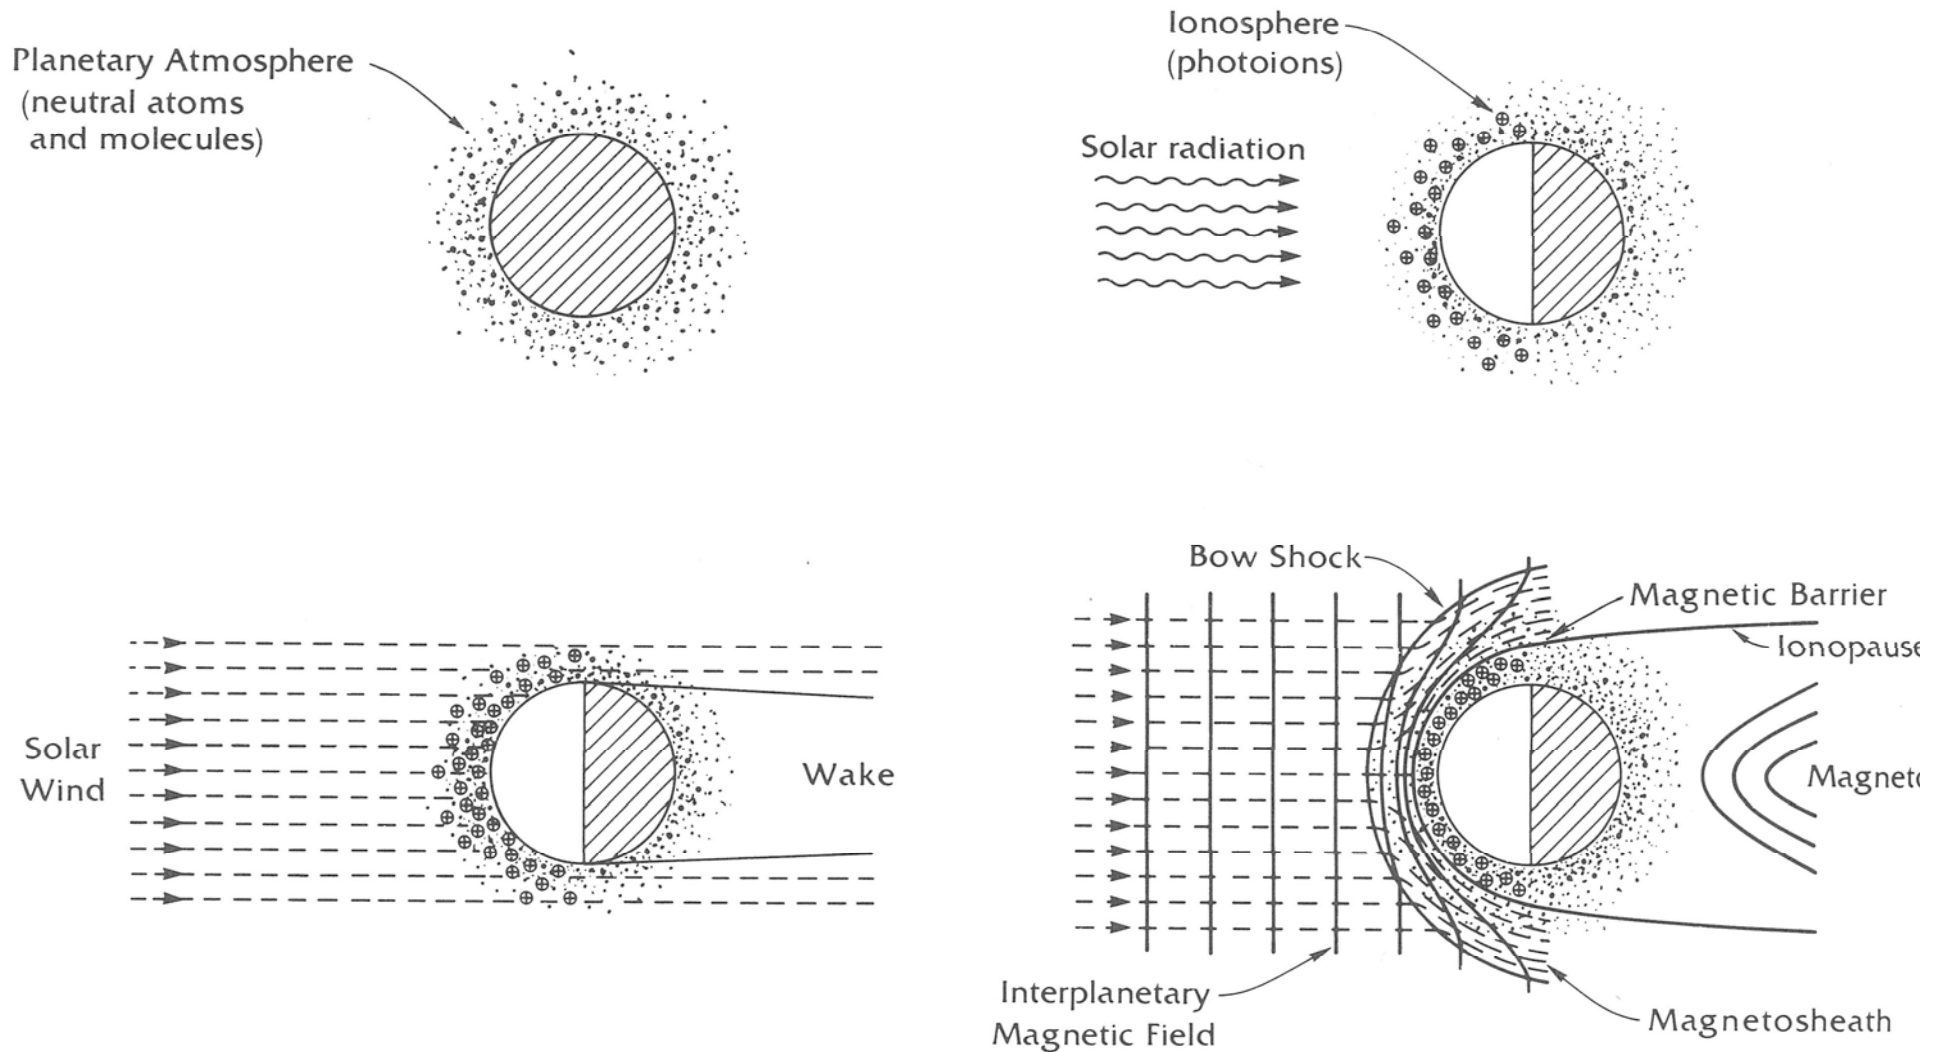 Planetary Atmosphere
(neutral atoms
and molecules)
Ionosphere
(photoions)
Solar radiation
Solar
Wind
Wake
Bow Shock
Magnetic Barrier
Ionopause
Magneto
Interplanetary
Magnetic Field
Magnetosheath